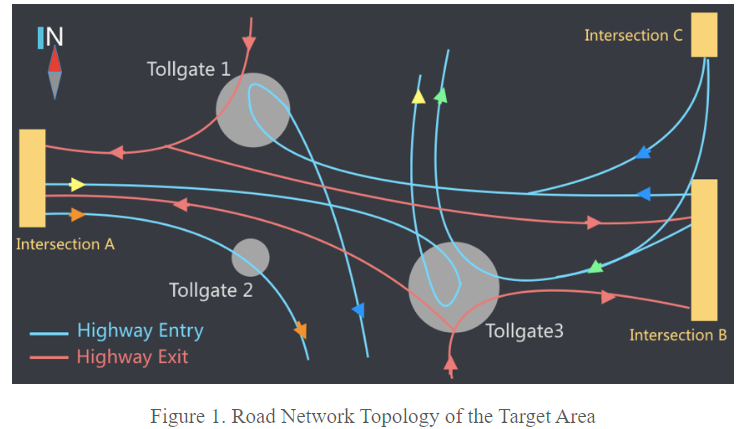 N
Intersection C
Tollgate 1
Intersection A
Tollgate 2
Highway Entry
Highway Exit
Tollgate3
Intersection B
Figure 1. Road Network Topology of the Target Area